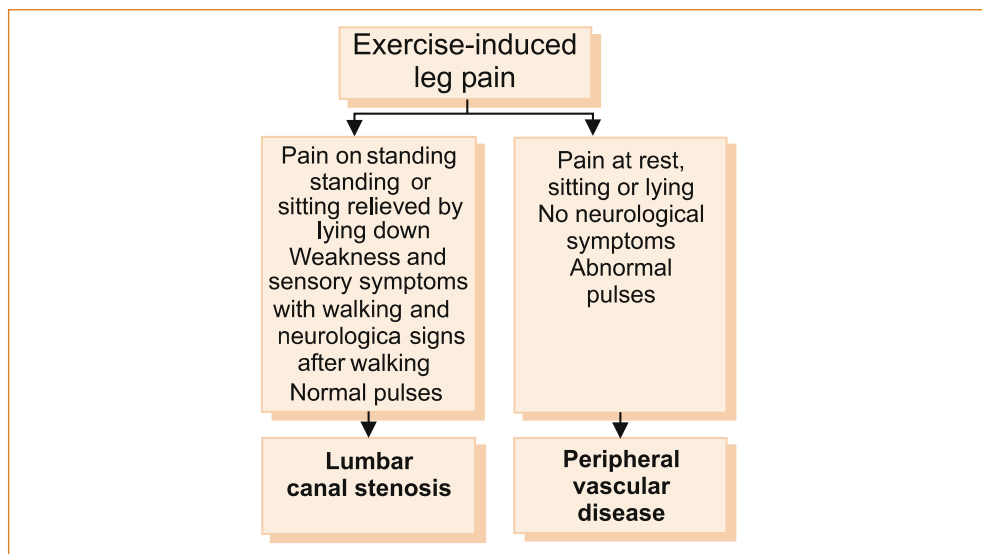 Exercise-induced
leg pain
Pain on standing
standing or
sitting relieved by
lying down
Weakness and
sensory symptoms
with walking and
neurologica signs
after walking
Normal pulses
Pain at rest,
sitting or lying
No neurological
symptoms
Abnormal
pulses
Lumbar
canal stenosis
Peripheral
vascular
disease